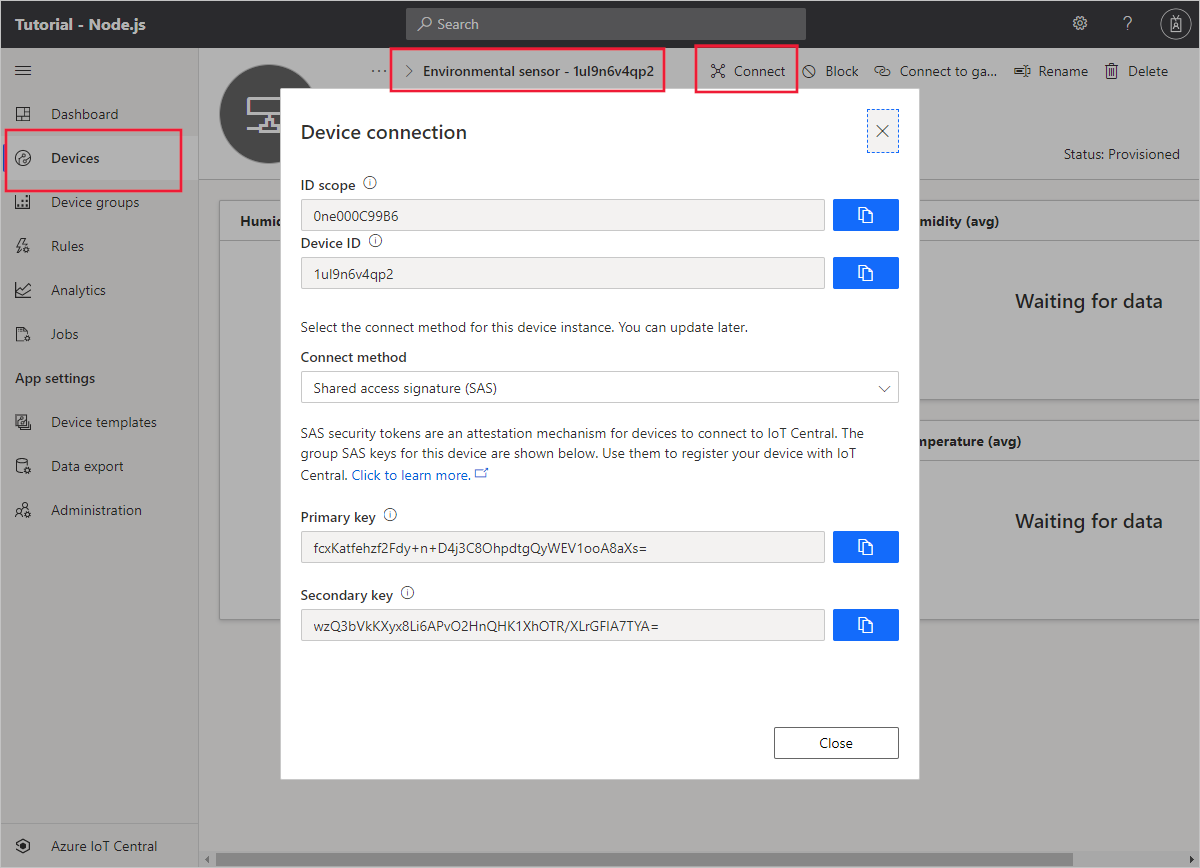 Tutorial - Node.js
Search
?
··· > Environmental sensor - 1ul9n6v4qp2
Connect
Block
Connect to ga...
Rename
Delete
Dashboard
Devices
Device groups
Rules
Analytics
Jobs
App settings
Device templates
Data export
Administration
Azure IoT Central
Status: Provisioned
Device connection
ID scope
0ne000C99B6
Device ID
1ul9n6v4qp2
Select the connect method for this device instance. You can update later.
Connect method
Shared access signature (SAS)
SAS security tokens are an attestation mechanism for devices to connect to IoT Central. The
group SAS keys for this device are shown below. Use them to register your device with IoT
Central. Click to learn more.
Primary key
fcxKatfehzf2Fdy+n+D4j3C8OhpdtgQyWEV1ooA8aXs=
Secondary key
wzQ3bVkKXyx8Li6APvO2HnQHK1XhOTR/XLrGFIA7TYA=
Close
Humid
midity (avg)
Waiting for data
mperature (avg)
Waiting for data